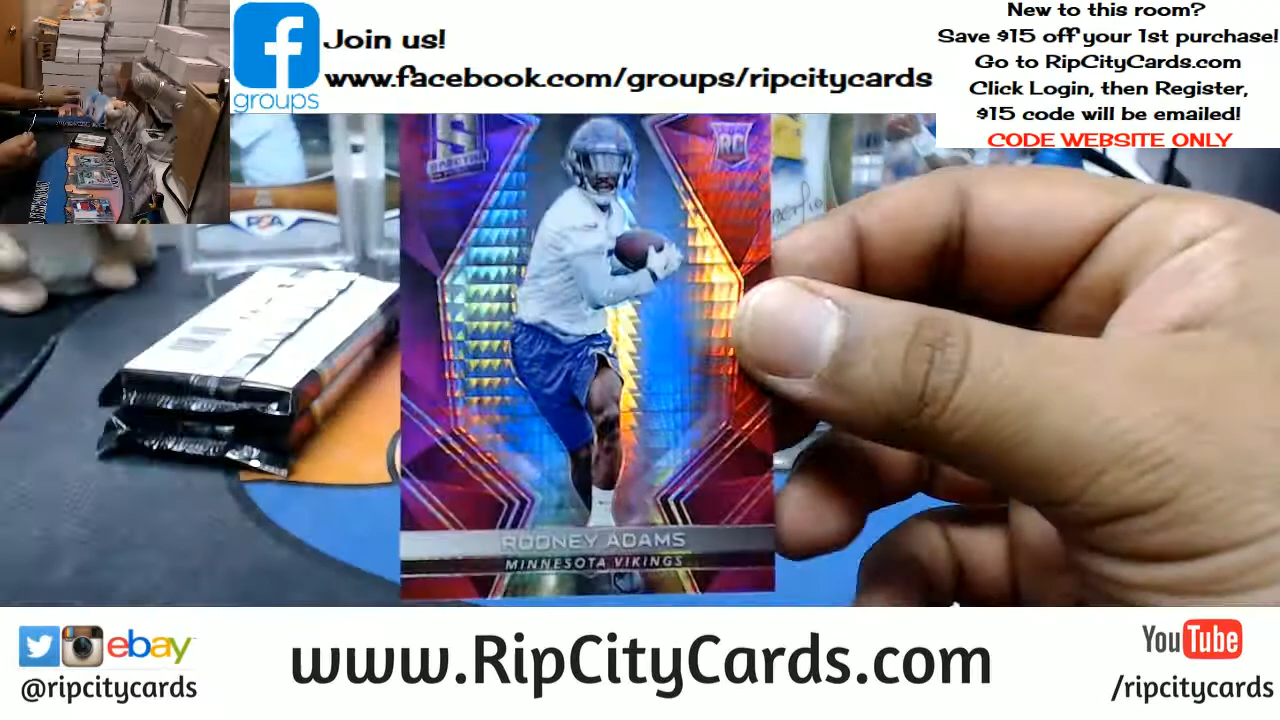 Join us!
www.facebook.com/groups/ripcitycards
groups
New to this room?
Save $15 off your 1st purchase!
Go to RipCityCards.com
Click Login, then Register,
$15 code will be emailed!
CODE WEBSITE ONLY
RC
PSA
RODNEY ADAMS
MINNESOTA VIKINGS
ebay
@ripcitycards
www.RipCityCards.com
YouTube
/ripcitycards